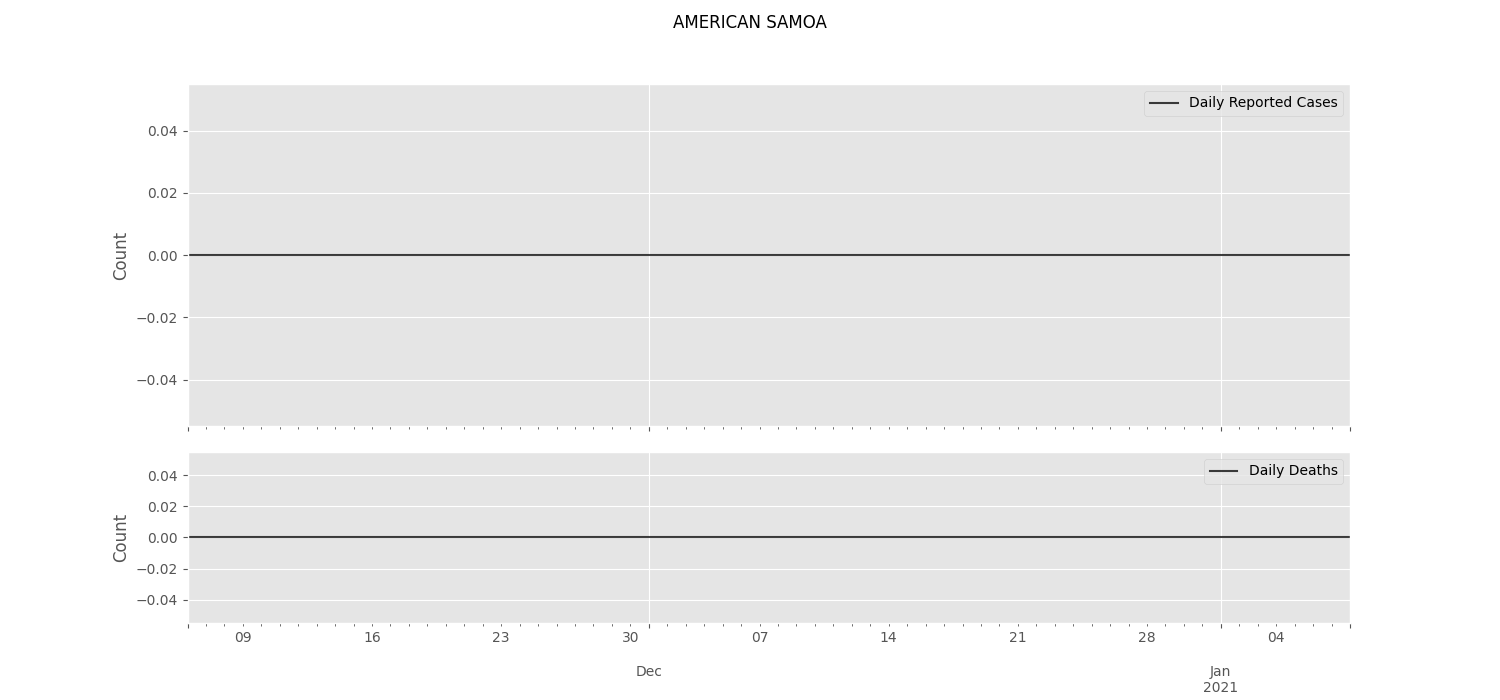 AMERICAN SAMOA
Daily Reported Cases
0.04
0.02
0.00
−0.02
−0.04
Count
Daily Deaths
0.04
0.02
0.00
−0.02
−0.04
Count
09 16 23 30 07 14 21 28 04
Dec Jan
2021